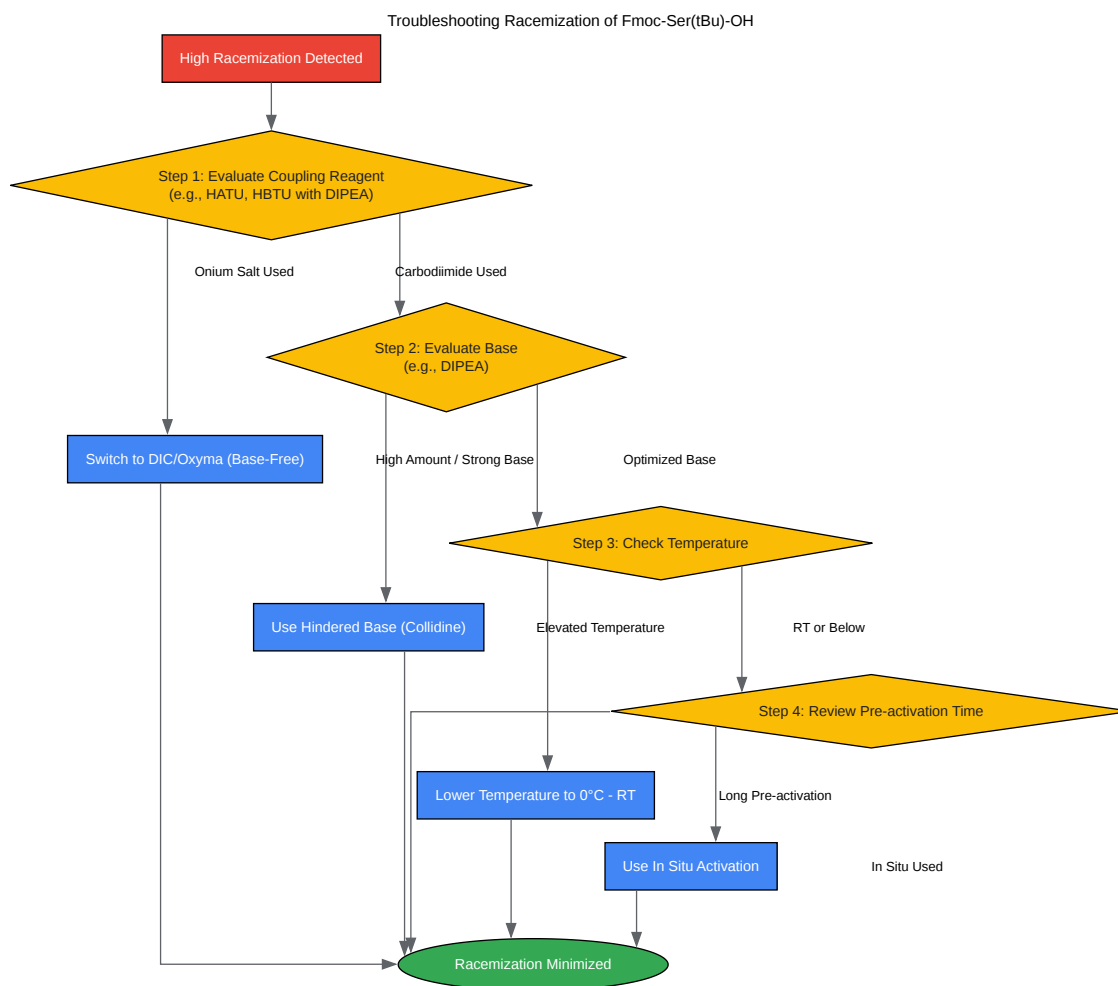 Troubleshooting Racemization of Fmoc-Ser(tBu)-OH
High Racemization Detected
Step 1: Evaluate Coupling Reagent
(e.g., HATU, HBTU with DIPEA)
Onium Salt Used
Carbodiimide Used
Step 2: Evaluate Base
(e.g., DIPEA)
Switch to DIC/Oxyma (Base-Free)
High Amount / Strong Base
Optimized Base
Step 3: Check Temperature
Use Hindered Base (Collidine)
Elevated Temperature
RT or Below
Step 4: Review Pre-activation Time
Lower Temperature to 0°C - RT
Long Pre-activation
Use In Situ Activation
In Situ Used
Racemization Minimized